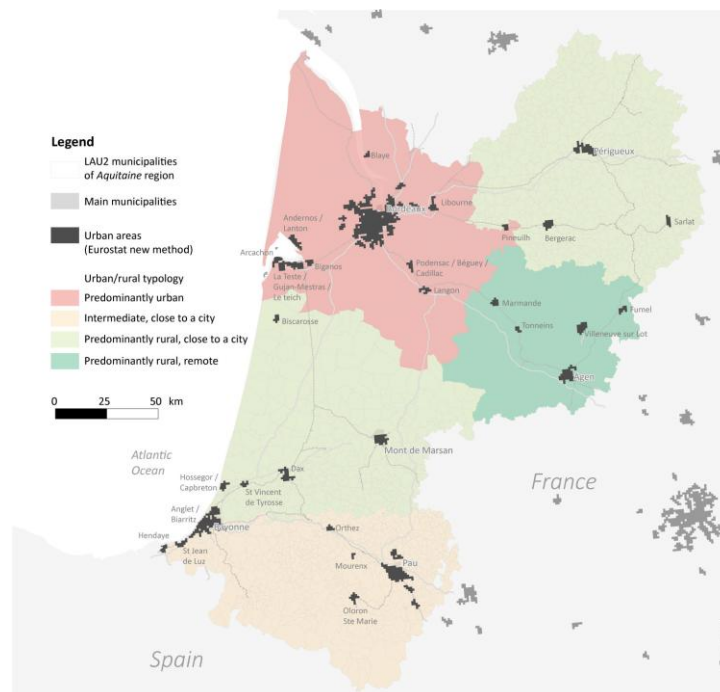 Legend
LAU2 municipalities
of Aquitaine region
Main municipalities
Urban areas
(Eurostat new method)
Urban/rural typology
Predominantly urban
Intermediate, close to a city
Predominantly rural, close to a city
Predominantly rural, remote
0 25 50 km
Blaye
Périgueux
Bordeaux
Libourne
Andernos /
Lanton
Pineuilh
Bergerac
Sarlat
Arcachon
Biganos
La Teste /
Gujan-Mestras /
Le teich
Podensac / Béguey /
Cadillac
Langon
Marmande
Fumel
Biscarosse
Tonneins
Villeneuve sur Lot
Agen
Atlantic
Ocean
Mont de Marsan
France
Hossegor /
Capbreton
Dax
St Vincent
de Tyrosse
Anglet /
Biarritz
Bayonne
Orthez
Hendaye
St Jean
de Luz
Mourenx
Pau
Oloron
Ste Marie
Spain